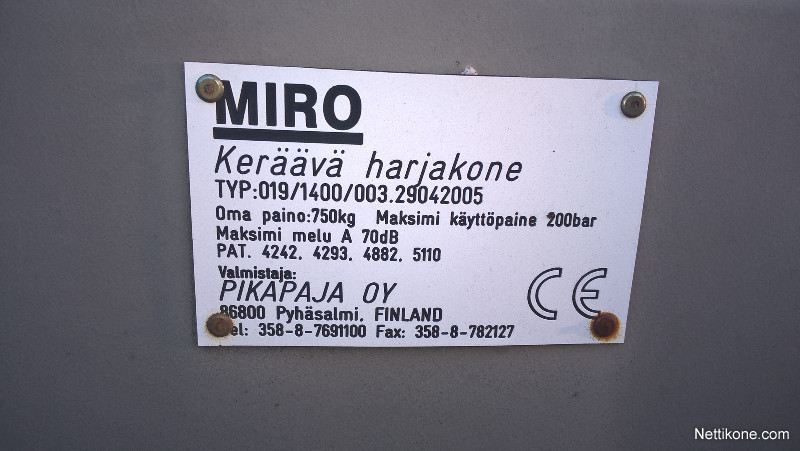 MIRO
Keräävä harjakone
TYP:019/1400/003.29042005
Oma paino:750kg Maksimi käyttöpaine 200bar
Maksimi melu A 70dB
PAT. 4242. 4293. 4882. 5110
Valmistaja:
PIKAPAJA OY
86800 Pyhäsalmi. FINLAND
Tel: 358-8-7691100 Fax: 358-8-782127
CE
Nettikone.com